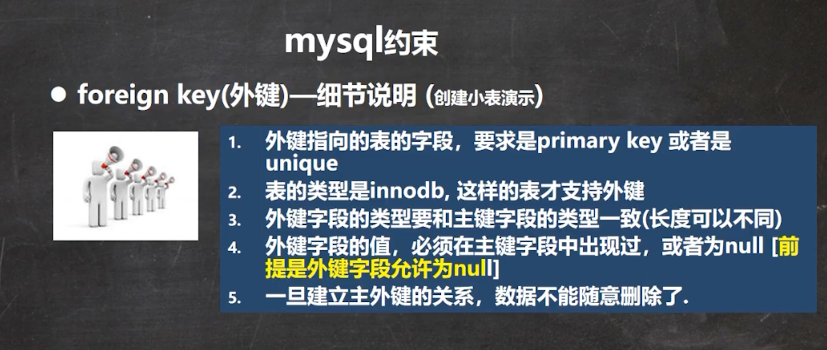 mysql约束
● foreign key(外键)—细节说明 (创建小表演示)
1. 外键指向的表的字段，要求是primary key 或者是
unique
2. 表的类型是innodb, 这样的表才支持外键
3. 外键字段的类型要和主键字段的类型一致(长度可以不同)
4. 外键字段的值，必须在主键字段中出现过，或者为null [前
提是外键字段允许为null]
5. 一旦建立主外键的关系，数据不能随意删除了.